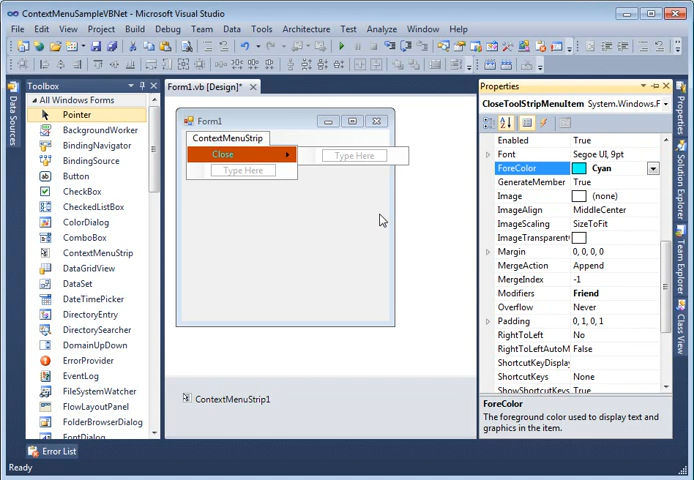 ContextMenuSampleVBNet - Microsoft Visual Studio
File Edit View Project Build Debug Team Data Tools Architecture Test Analyze Window Help
Data Sources
Toolbox
All Windows Forms
Pointer
BackgroundWorker
BindingNavigator
BindingSource
Button
CheckBox
CheckedListBox
ColorDialog
ComboBox
ContextMenuStrip
DataGridView
DataSet
DateTimePicker
DirectoryEntry
DirectorySearcher
DomainUpDown
ErrorProvider
EventLog
FileSystemWatcher
FlowLayoutPanel
FolderBrowserDialog
FontDialog
Form1.vb [Design]*
Form1
ContextMenuStrip
Close
Type Here
Type Here
ContextMenuStrip1
Properties
CloseToolStripMenuItem System.Windows.F
Enabled True
Font Segoe UI, 9pt
ForeColor Cyan
GenerateMember True
Image (none)
ImageAlign MiddleCenter
ImageScaling SizeToFit
ImageTransparent
Margin 0, 0, 0, 0
MergeAction Append
MergeIndex -1
Modifiers Friend
Overflow Never
Padding 0, 1, 0, 1
RightToLeft No
RightToLeftAutoM False
ShortcutKeyDisplay
ShortcutKeys None
ShowShortcutKeys True
ForeColor
The foreground color used to display text and
graphics in the item.
Solution Explorer
Team Explorer
Class View
Error List
Ready